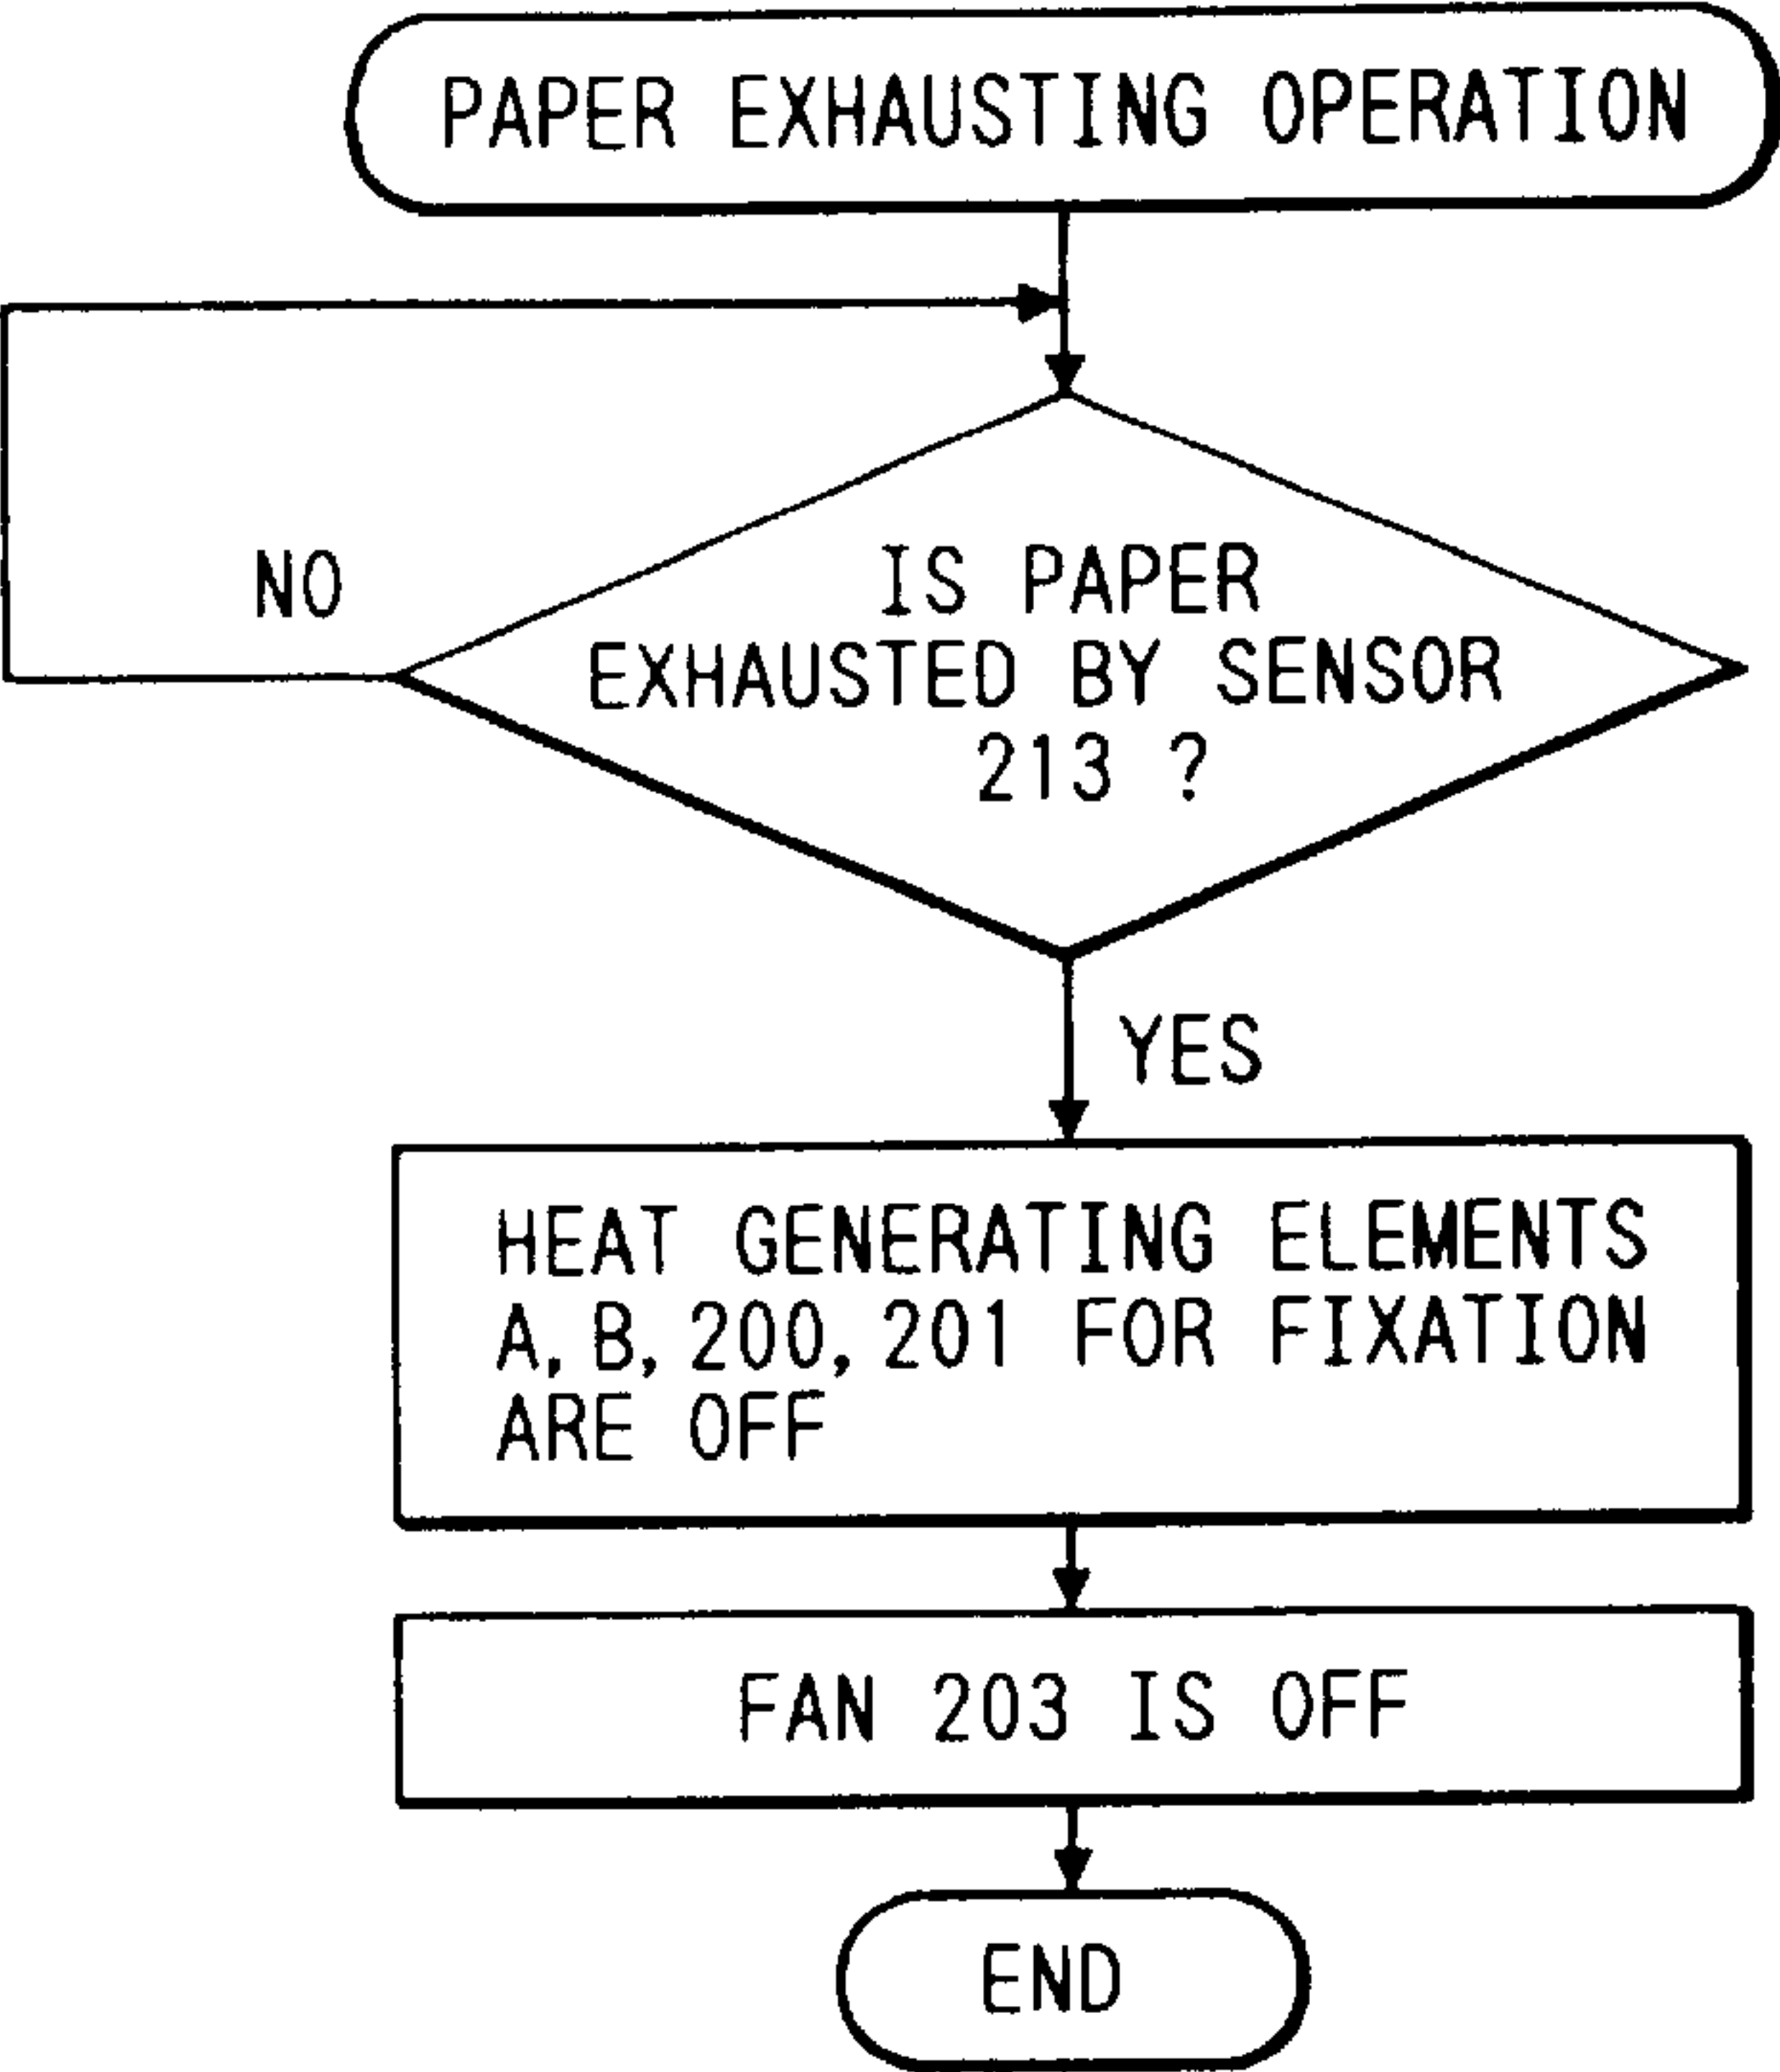 PAPER EXHAUSTING OPERATION
NO
IS PAPER
EXHAUSTED BY SENSOR
213 ?
YES
HEAT GENERATING ELEMENTS
A, B, 200, 201 FOR FIXATION
ARE OFF
FAN 203 IS OFF
END